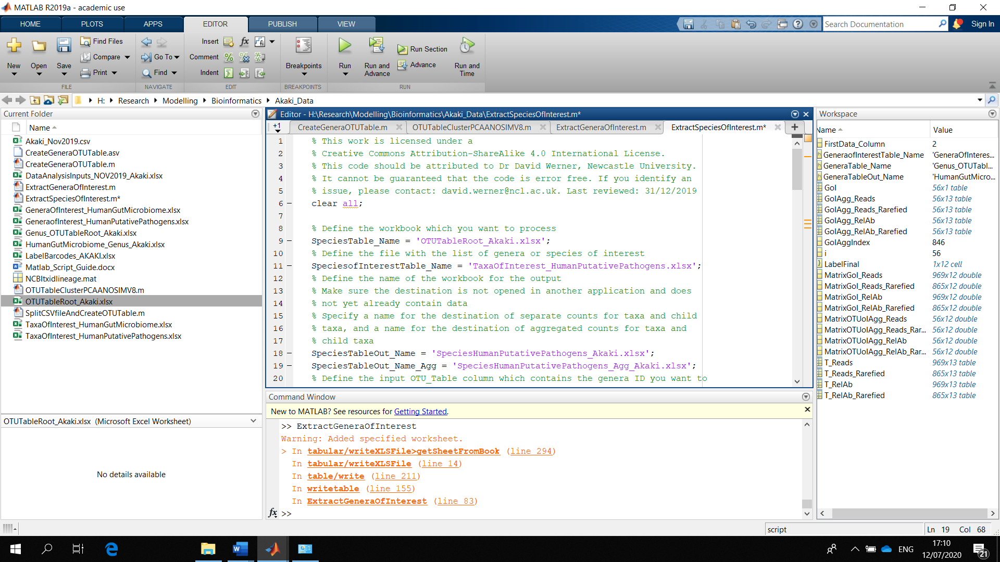 MATLAB R2019a - academic use
HOME PLOTS APPS EDITOR PUBLISH VIEW
Search Documentation
Sign In
New
Open
Save
Find Files
Compare
Print
FILE
Go To
Find
NAVIGATE
Insert
Comment
Indent
EDIT
Breakpoints
BREAKPOINTS
Run
Run and Advance
Run Section
Advance
Run and Time
RUN
H: Research Modelling Bioinformatics Akaki_Data
Current Folder
Name
Akaki_Nov2019.csv
CreateGeneraOTUTable.asv
CreateGeneraOTUTable.m
DataAnalysisInputs_NOV2019_Akaki.xlsx
ExtractGeneraOfInterest.m
ExtractSpeciesOfInterest.m*
GeneraOfInterest_HumanGutMicrobiome.xlsx
GeneraofInterest_HumanPutativePathogens.xlsx
Genus_OTUTableRoot_Akaki.xlsx
HumanGutMicrobiome_Genus_Akaki.xlsx
LabelBarcodes_AKAKI.xlsx
Matlab_Script_Guide.docx
NCBItxidlineage.mat
OTUTableClusterPCAANOSIMV8.m
OTUTableRoot_Akaki.xlsx
SplitCSVfileAndCreateOTUTable.m
TaxaOfInterest_HumanGutMicrobiome.xlsx
TaxaOfInterest_HumanPutativePathogens.xlsx
OTUTableRoot_Akaki.xlsx (Microsoft Excel Worksheet)
No details available
Editor - H:\Research\Modelling\Bioinformatics\Akaki_Data\ExtractSpeciesOfInterest.m*
+1 CreateGeneraOTUTable.m OTUTableClusterPCAANOSIMV8.m ExtractGeneraOfInterest.m ExtractSpeciesOfInterest.m*
1 % This work is licensed under a
2 % Creative Commons Attribution-ShareAlike 4.0 International License.
3 % This code should be attributed to Dr David Werner, Newcastle University.
4 % It cannot be guaranteed that the code is error free. If you identify an
5 % issue, please contact: david.werner@ncl.ac.uk. Last reviewed: 31/12/2019
6 – clear all;
7
8 % Define the workbook which you want to process
9 – SpeciesTable_Name = 'OTUTableRoot_Akaki.xlsx';
10 % Define the file with the list of genera or species of interest
11 – SpeciesofInterestTable_Name = 'TaxaOfInterest_HumanPutativePathogens.xlsx';
12 % Define the name of the workbook for the output
13 % Make sure the destination is not opened in another application and does
14 % not yet already contain data
15 % Specify a name for the destination of separate counts for taxa and child
16 % taxa, and a name for the destination of aggregated counts for taxa and
17 % child taxa
18 – SpeciesTableOut_Name = 'SpeciesHumanPutativePathogens_Akaki.xlsx';
19 – SpeciesTableOut_Name_Agg = 'SpeciesHumanPutativePathogens_Agg_Akaki.xlsx';
20 % Define the input OTU_Table column which contains the genera ID you want to
Command Window
New to MATLAB? See resources for Getting Started.
>> ExtractGeneraOfInterest
Warning: Added specified worksheet.
> In tabular/writeXLSFile>getSheetFromBook (line 294)
In tabular/writeXLSFile (line 14)
In table/write (line 211)
In writetable (line 155)
In ExtractGeneraOfInterest (line 83)
fx >>
Workspace
Name Value
FirstData_Column 2
GeneraofInterestTable_Name 'GeneraOfInteres...
GeneraTable_Name 'Genus_OTUTabl...
GeneraTableOut_Name 'HumanGutMicro...
GoI 56x1 table
GoIAgg_Reads 56x13 table
GoIAgg_Reads_Rarefied 56x13 table
GoIAgg_RelAb 56x13 table
GoIAgg_RelAb_Rarefied 56x13 table
GoIAggIndex 846
i 56
LabelFinal 1x12 cell
MatrixGoI_Reads 969x12 double
MatrixGoI_Reads_Rarefied 865x12 double
MatrixGoI_RelAb 969x12 double
MatrixGoI_RelAb_Rarefied 865x12 double
MatrixOTUoIAgg_Reads 56x12 double
MatrixOTUoIAgg_Reads_Rar... 56x12 double
MatrixOTUoIAgg_RelAb 56x12 double
MatrixOTUoIAgg_RelAb_Rar... 56x12 double
T_Reads 969x13 table
T_Reads_Rarefied 865x13 table
T_RelAb 969x13 table
T_RelAb_Rarefied 865x13 table
script
Ln 19 Col 68
ENG
17:10
12/07/2020
21